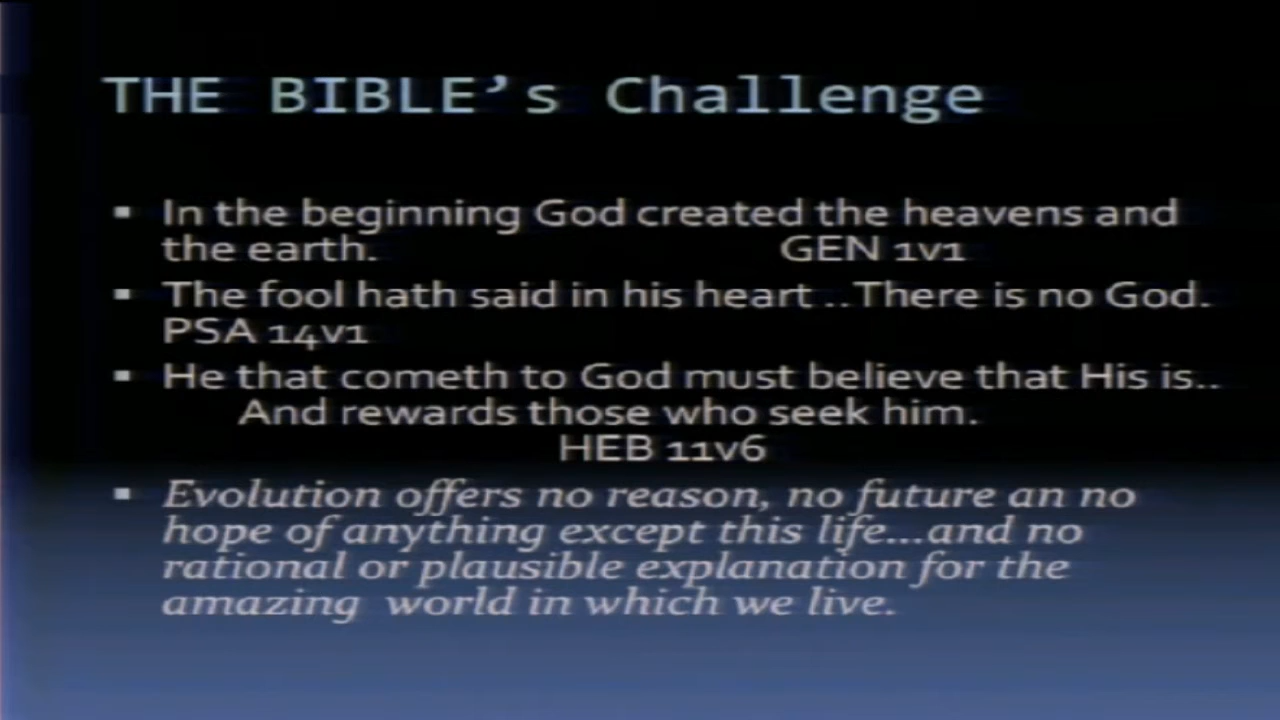 THE BIBLE's Challenge
▪ In the beginning God created the heavens and
the earth. GEN 1v1
▪ The fool hath said in his heart ..There is no God.
PSA 14v1
▪ He that cometh to God must believe that His is..
And rewards those who seek him.
HEB 11v6
▪ Evolution offers no reason, no future an no
hope of anything except this life...and no
rational or plausible explanation for the
amazing world in which we live.